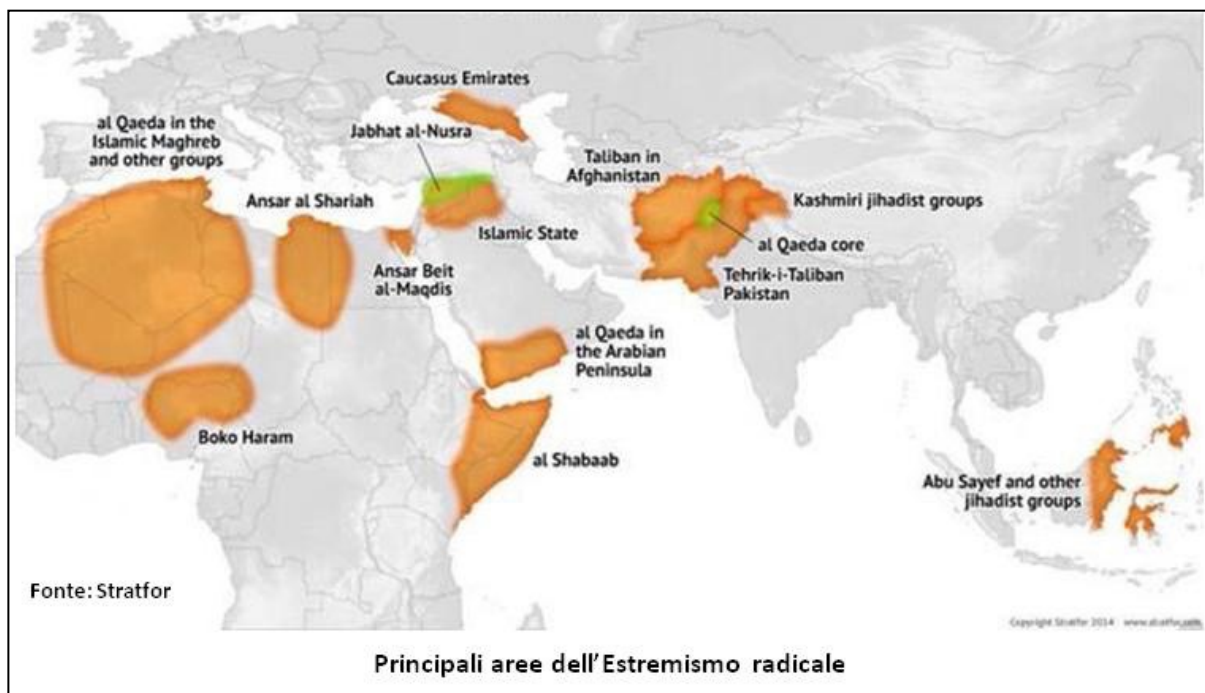 Caucasus Emirates
al Qaeda in the
Islamic Maghreb
and other groups
Jabhat al-Nusra
Ansar al Shariah
Islamic State
Ansar Beit
al-Maqdis
Taliban in
Afghanistan
Kashmiri jihadist groups
al Qaeda core
Tehrik-i-Taliban
Pakistan
al Qaeda in
the Arabian
Peninsula
Boko Haram
al Shabaab
Abu Sayef and other
jihadist groups
Fonte: Stratfor
Copyright Stratfor 2014 www.stratfor.com
Principali aree dell'Estremismo radicale